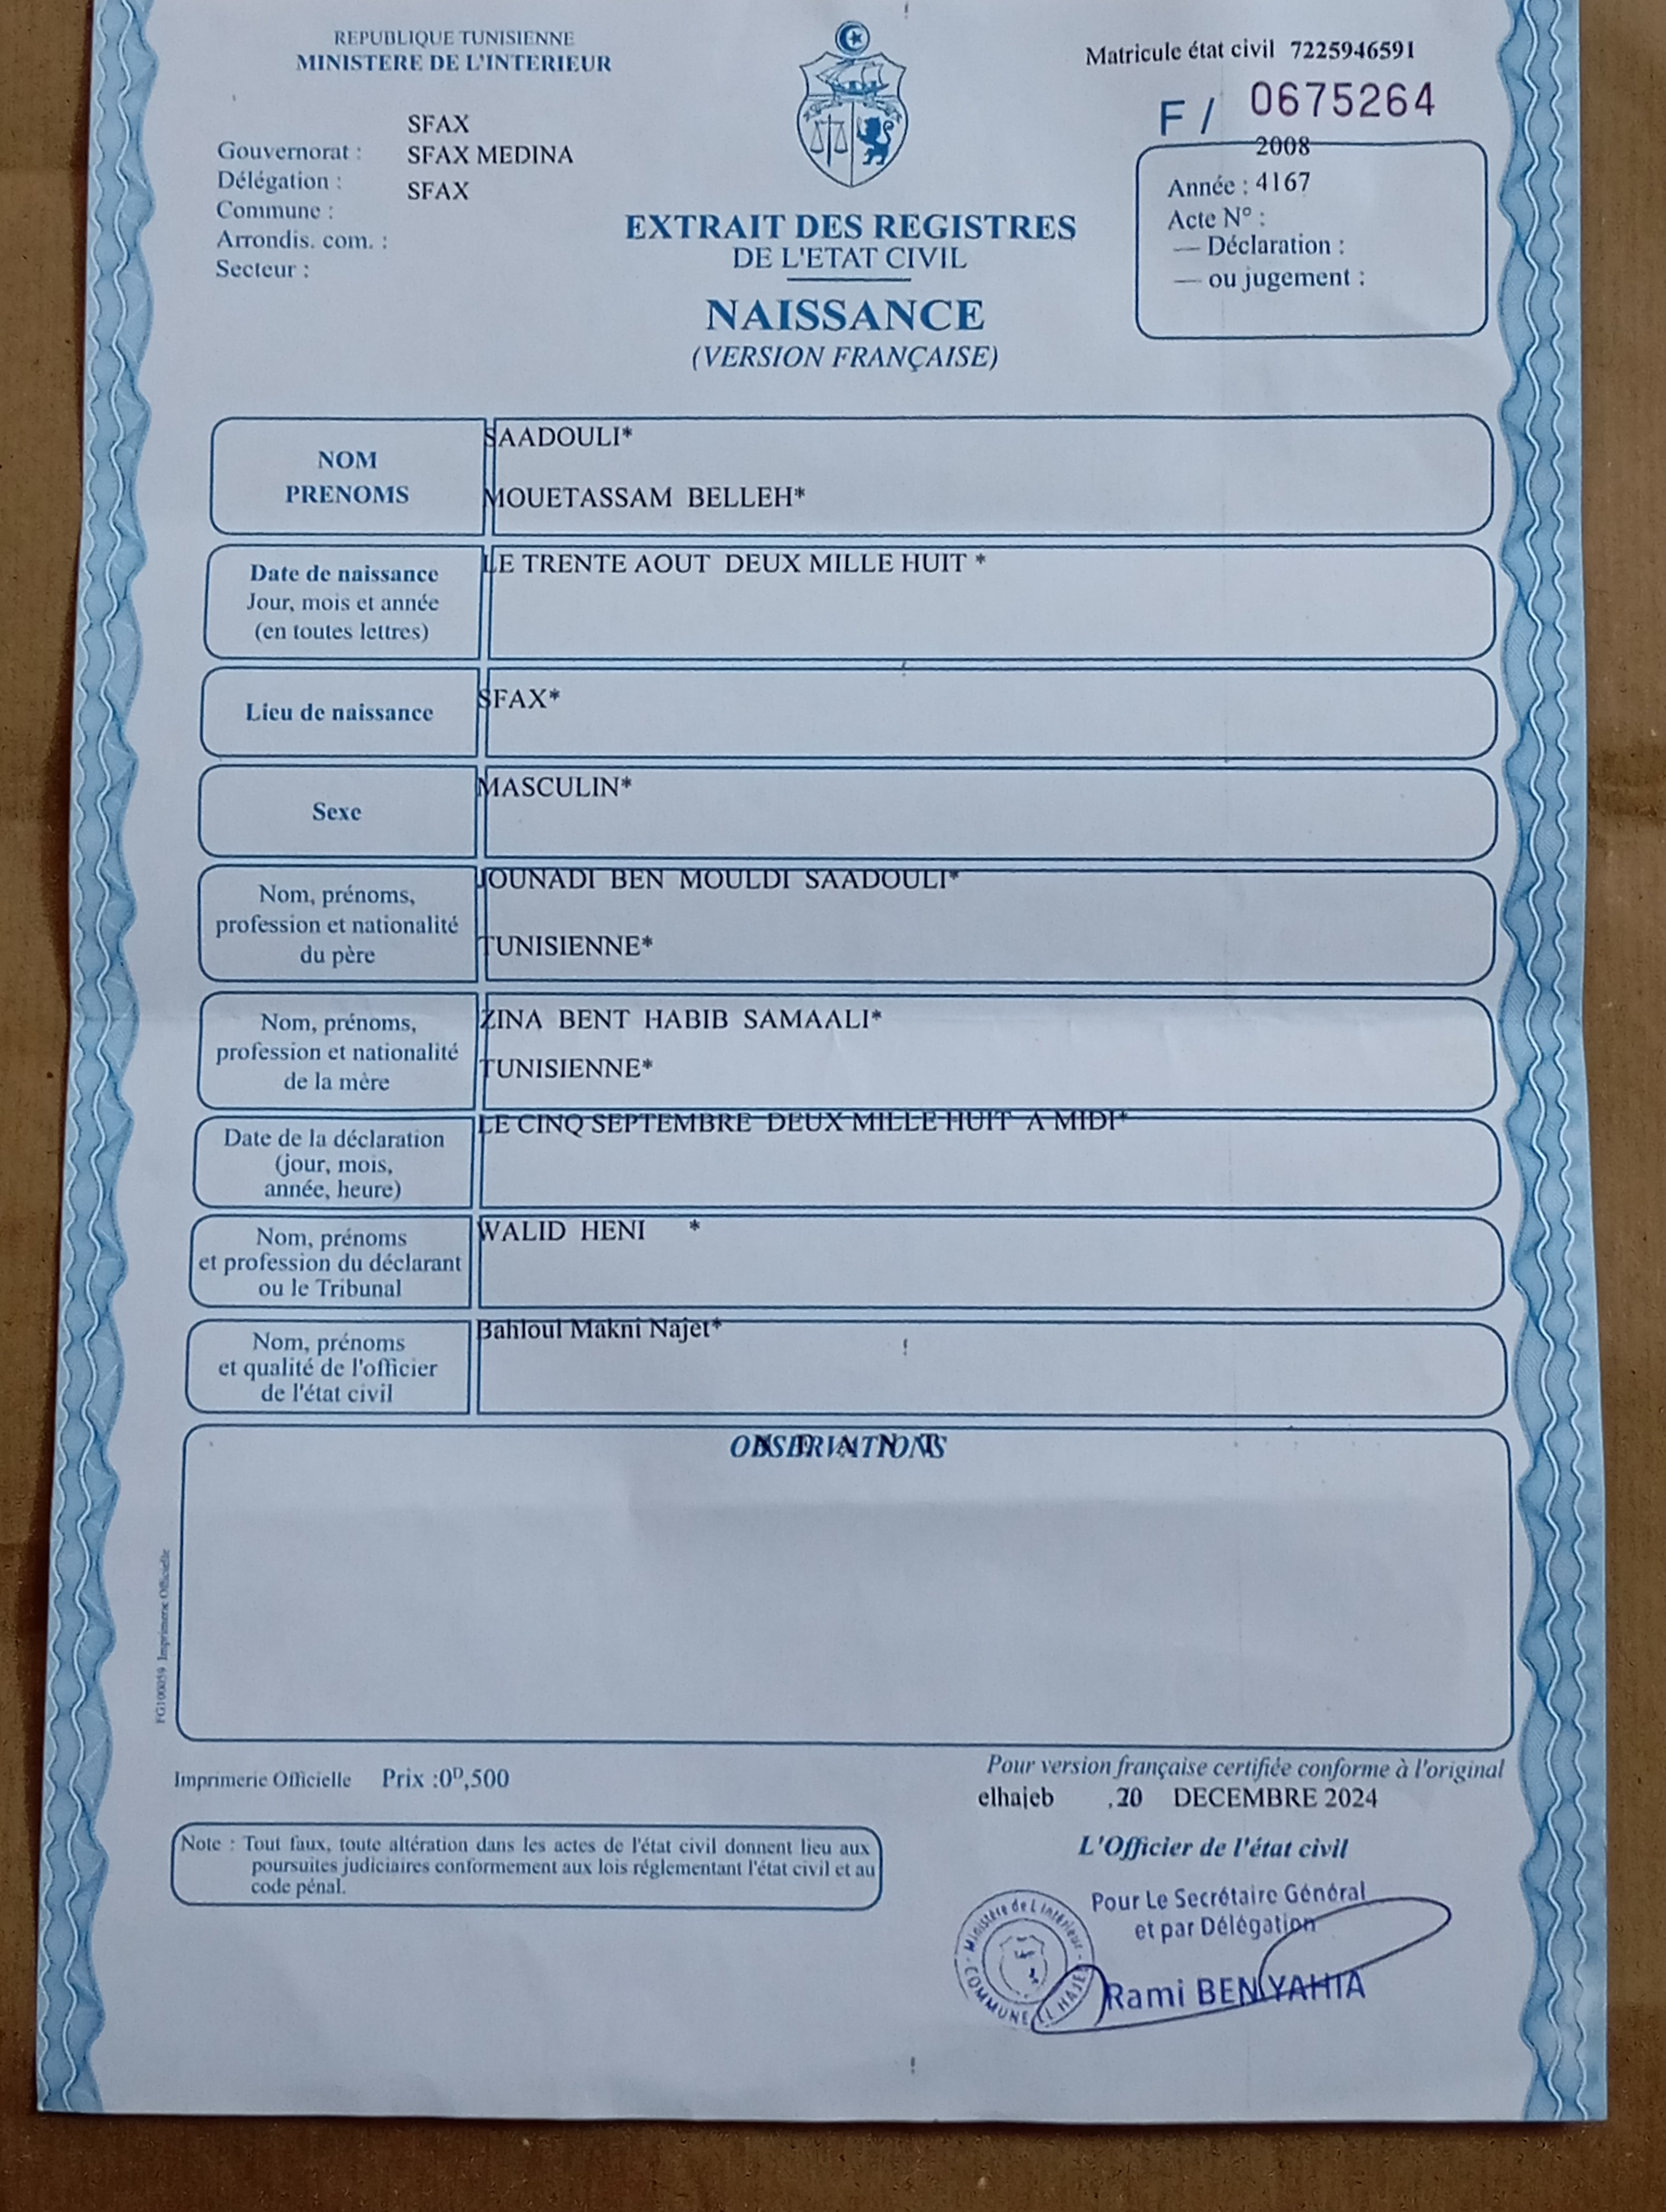 REPUBLIQUE TUNISIENNE
MINISTERE DE L'INTERIEUR
Matricule état civil 7225946591
F / 0675264
SFAX
Gouvernorat : SFAX MEDINA
Délégation : SFAX
Commune :
Arrondis. com. :
Secteur :
2008
Année : 4167
Acte N° :
— Déclaration :
— ou jugement :
EXTRAIT DES REGISTRES
DE L'ETAT CIVIL
NAISSANCE
(VERSION FRANÇAISE)
NOM
PRENOMS
SAADOULI*
MOUETASSAM BELLEH*
Date de naissance
Jour, mois et année
(en toutes lettres)
LE TRENTE AOUT DEUX MILLE HUIT *
Lieu de naissance
SFAX*
Sexe
MASCULIN*
Nom, prénoms,
profession et nationalité
du père
JOUNADI BEN MOULDI SAADOULI*
TUNISIENNE*
Nom, prénoms,
profession et nationalité
de la mère
ZINA BENT HABIB SAMAALI*
TUNISIENNE*
Date de la déclaration
(jour, mois,
année, heure)
LE CINQ SEPTEMBRE DEUX MILLE HUIT A MIDI*
Nom, prénoms
et profession du déclarant
ou le Tribunal
WALID HENI *
Nom, prénoms
et qualité de l'officier
de l'état civil
Bahloul Makni Najet*
OBSERVATIONS
FG100059 Imprimerie Officielle
Imprimerie Officielle Prix :0ᴰ,500
Pour version française certifiée conforme à l'original
elhajeb ,20 DECEMBRE 2024
L'Officier de l'état civil
Note : Tout faux, toute altération dans les actes de l'état civil donnent lieu aux
poursuites judiciaires conformement aux lois réglementant l'état civil et au
code pénal.
Pour Le Secrétaire Général
et par Délégation
Rami BEN YAHIA
Ministère de L'Intérieur
COMMUNE EL HAJEB